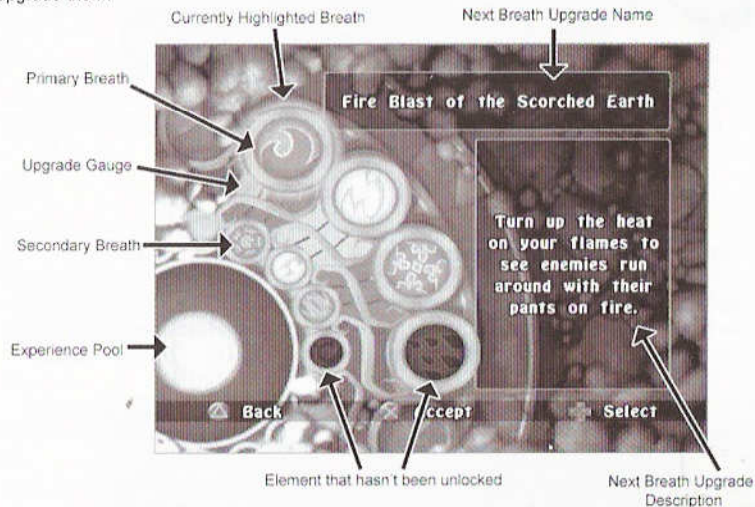 Currently Highlighted Breath
Next Breath Upgrade Name
Primary Breath
Fire Blast of the Scorched Earth
Upgrade Gauge
Turn up the heat
on your flames to
see enemies run
around with their
pants on fire.
Secondary Breath
Experience Pool
Back
Accept
Select
Element that hasn't been unlocked
Next Breath Upgrade
Description